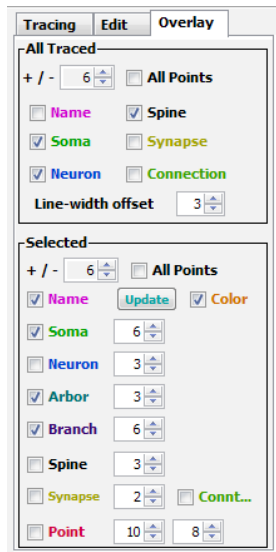 Tracing Edit Overlay
All Traced
+ / - 6 All Points
Name Spine
Soma Synapse
Neuron Connection
Line-width offset 3
Selected
+ / - 6 All Points
Name Update Color
Soma 6
Neuron 3
Arbor 3
Branch 6
Spine 3
Synapse 2 Connt...
Point 10 8